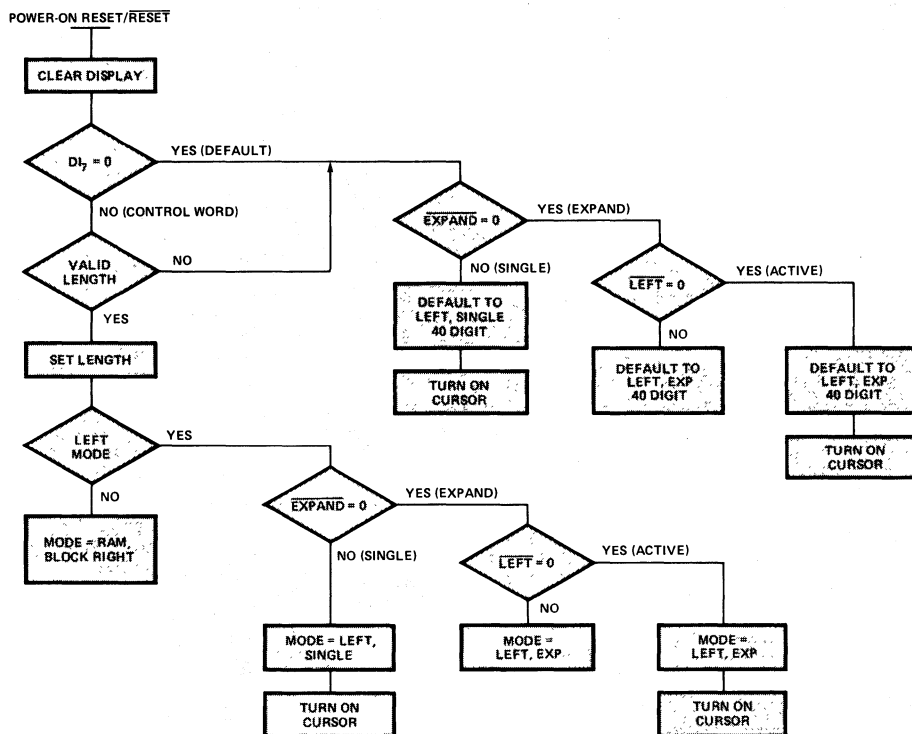 POWER-ON RESET/RESET
CLEAR DISPLAY
DI7 = 0
YES (DEFAULT)
NO (CONTROL WORD)
VALID
LENGTH
NO
YES
SET LENGTH
LEFT
MODE
YES
NO
MODE = RAM,
BLOCK RIGHT
EXPAND = 0
YES (EXPAND)
NO (SINGLE)
DEFAULT TO
LEFT, SINGLE
40 DIGIT
TURN ON
CURSOR
LEFT = 0
YES (ACTIVE)
NO
DEFAULT TO
LEFT, EXP
40 DIGIT
DEFAULT TO
LEFT, EXP
40 DIGIT
TURN ON
CURSOR
EXPAND = 0
YES (EXPAND)
NO (SINGLE)
MODE = LEFT,
SINGLE
TURN ON
CURSOR
LEFT = 0
YES (ACTIVE)
NO
MODE =
LEFT, EXP
MODE =
LEFT, EXP
TURN ON
CURSOR